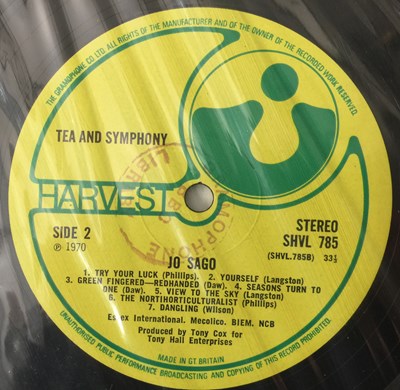 THE GRAMOPHONE CO LTD. ALL RIGHTS OF THE MANUFACTURER AND OF THE OWNER OF THE RECORDED WORK RESERVED.
TEA AND SYMPHONY
HARVEST
GRAMOPHONE
SIDE 2
℗ 1970
STEREO
SHVL 785
(SHVL.785B) 33⅓
JO SAGO
1. TRY YOUR LUCK (Phillips). 2. YOURSELF (Langston)
3. GREEN FINGERED—REDHANDED (Daw). 4. SEASONS TURN TO
ONE (Daw). 5. VIEW TO THE SKY (Langston)
6. THE NORTIHORTICULTURALIST (Phillips)
7. DANGLING (Wilson)
Essex International. Mecolico. BIEM. NCB
Produced by Tony Cox for
Tony Hall Enterprises
MADE IN GT. BRITAIN
UNAUTHORISED PUBLIC PERFORMANCE BROADCASTING AND COPYING OF THIS RECORD PROHIBITED.